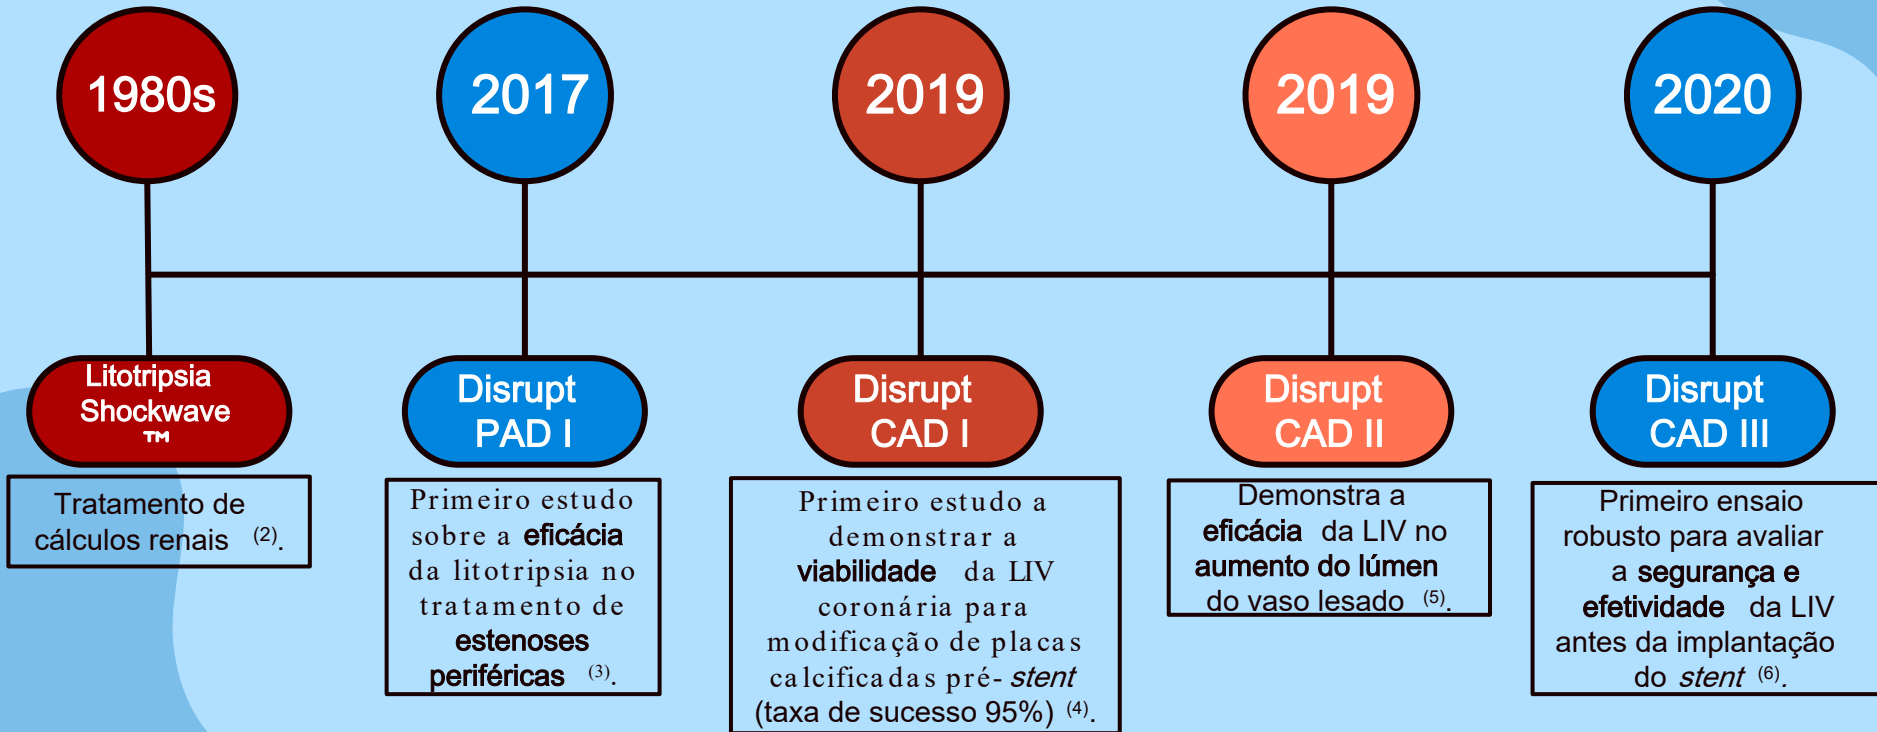 1980s
2017
2019
2019
2020
Litotripsia
Shockwave
™
Disrupt
PAD I
Disrupt
CAD I
Disrupt
CAD II
Disrupt
CAD III
Tratamento de
cálculos renais (2).
Primeiro estudo
sobre a eficácia
da litotripsia no
tratamento de
estenoses
periféricas (3).
Primeiro estudo a
demonstrar a
viabilidade da LIV
coronária para
modificação de placas
calcificadas pré-stent
(taxa de sucesso 95%) (4).
Demonstra a
eficácia da LIV no
aumento do lúmen
do vaso lesado (5).
Primeiro ensaio
robusto para avaliar
a segurança e
efetividade da LIV
antes da implantação
do stent (6).